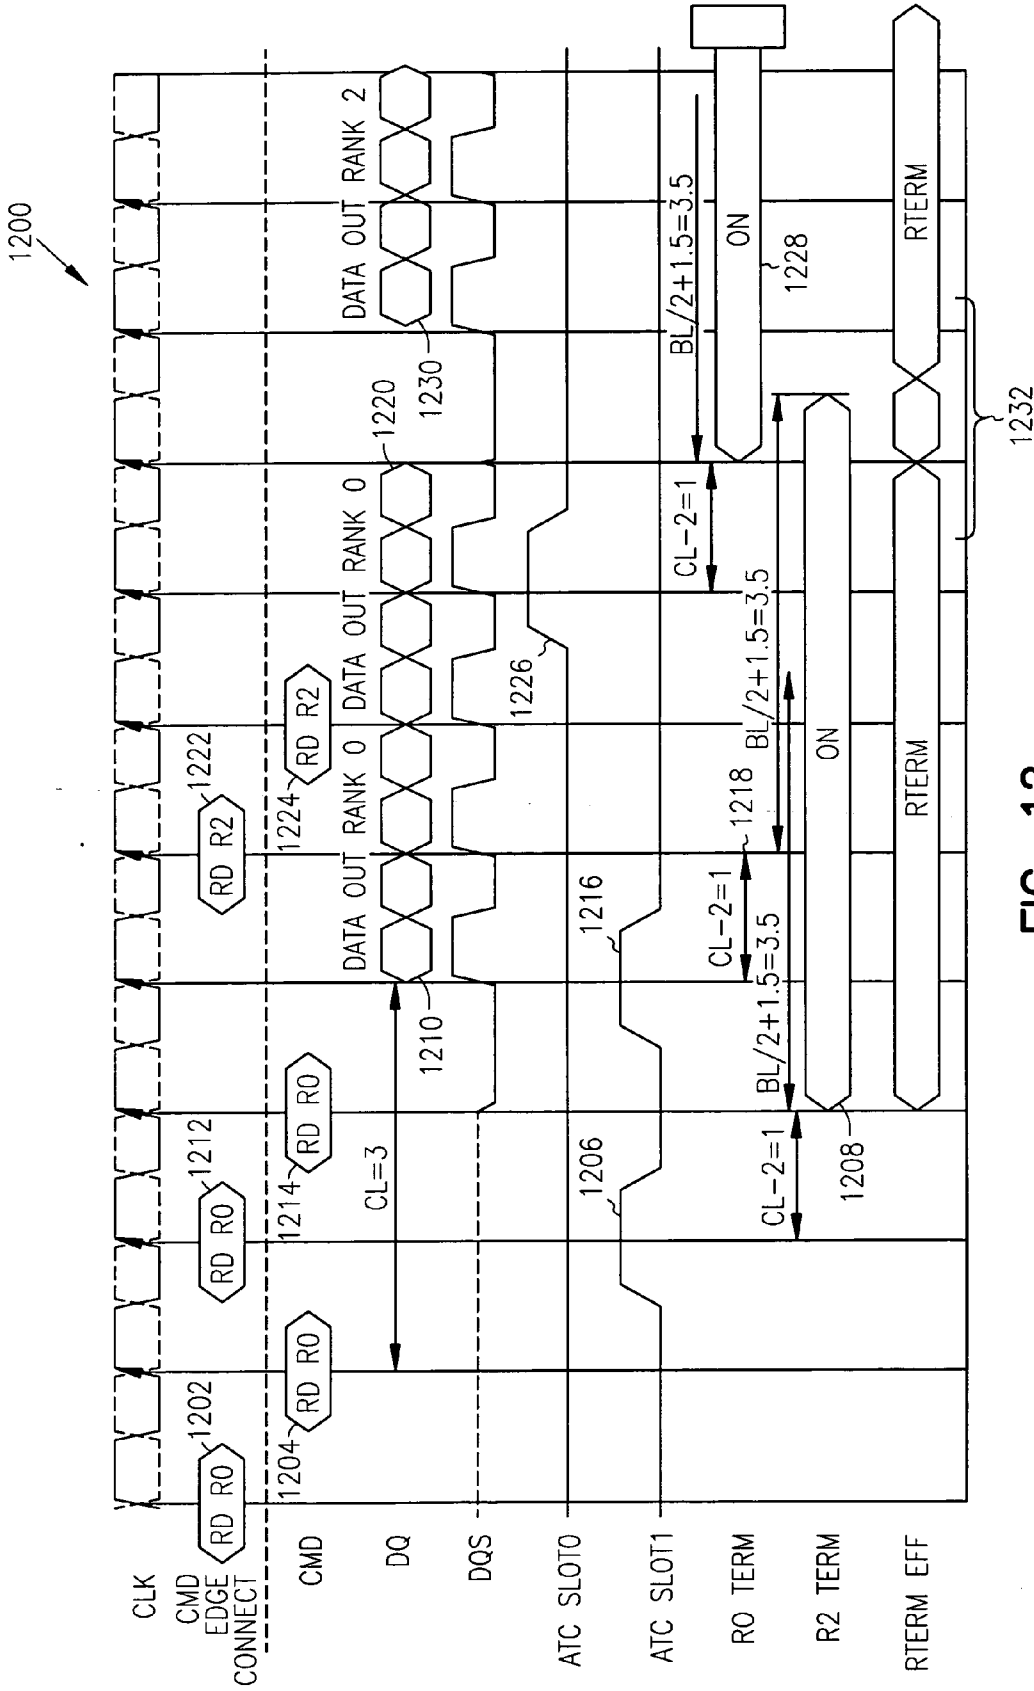 1200
CLK
CMD
EDGE
CONNECT
RD R0
1202
RD R0
1212
RD R2
1222
CMD
1204
RD R0
1214
RD R0
1224
RD R2
DQ
CL=3
1210
DATA OUT RANK 0
DATA OUT RANK 0
1220
1230
DATA OUT RANK 2
DQS
ATC SLOT0
1226
ATC SLOT1
1206
1216
R0 TERM
CL-2=1
1218
CL-2=1
BL/2+1.5=3.5
ON
1228
R2 TERM
CL-2=1
1208
BL/2+1.5=3.5
BL/2+1.5=3.5
ON
RTERM EFF
RTERM
RTERM
1232